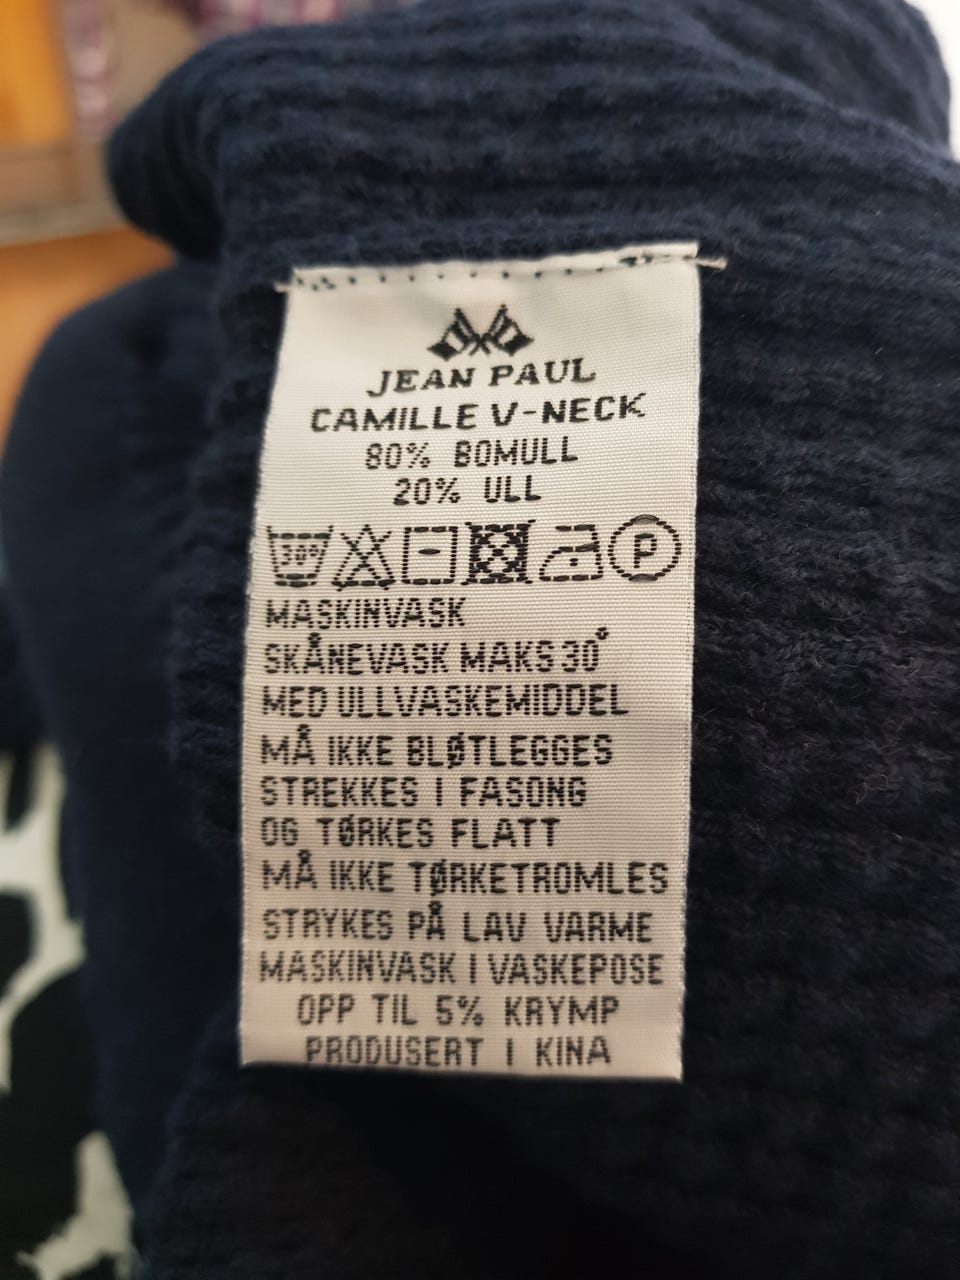 JEAN PAUL
CAMILLE V-NECK
80% BOMULL
20% ULL
30° P
MASKINVASK
SKÅNEVASK MAKS 30°
MED ULLVASKEMIDDEL
MÅ IKKE BLØTLEGGES
STREKKES I FASONG
OG TØRKES FLATT
MÅ IKKE TØRKETROMLES
STRYKES PÅ LAV VARME
MASKINVASK I VASKEPOSE
OPP TIL 5% KRYMP
PRODUSERT I KINA